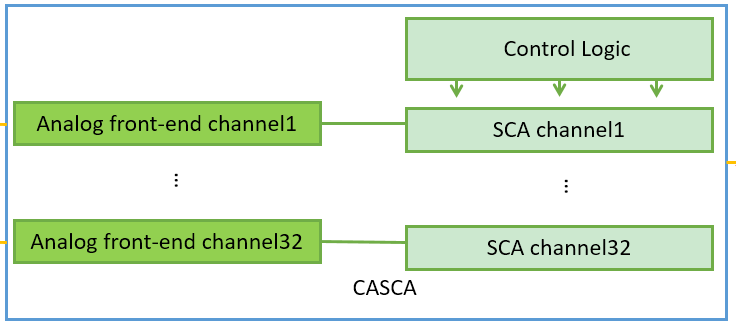 Control Logic
Analog front-end channel1
SCA channel1
⋮
⋮
Analog front-end channel32
SCA channel32
CASCA